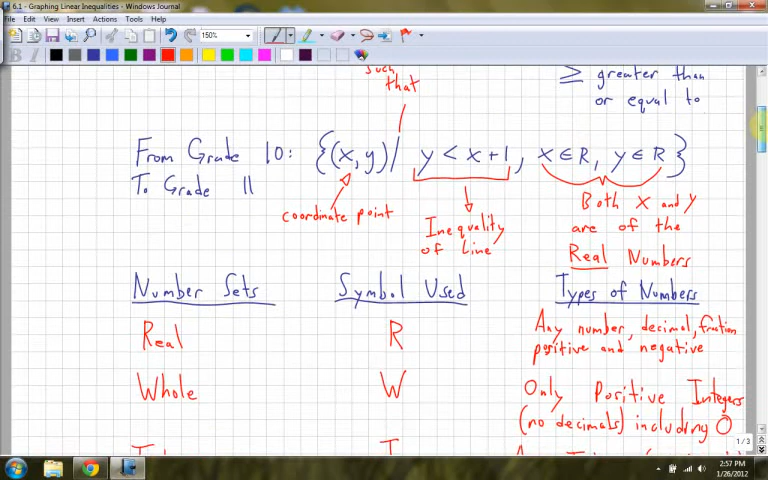 6.1 - Graphing Linear Inequalities - Windows Journal
File Edit View Insert Actions Tools Help
150%
such
that
≥ greater than
or equal to
From Grade 10: {(x,y)/ y < x+1, x∈R, y∈R}
To Grade 11
coordinate point
Inequality
of Line
Both x and y
are of the
Real Numbers
Number Sets Symbol Used Types of Numbers
Real R Any number, decimal, fration
positive and negative
Whole W Only Positive Integers
(no decimals) including 0
1/3
2:57 PM
1/26/2012